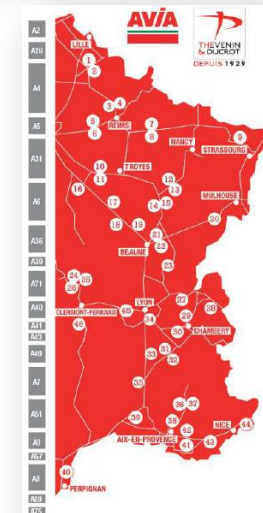 AVIA
THEVENIN
& DUCROT
DEPUIS 1929
A2
A26
A4
A5
A31
A6
A36
A39
A71
A40
A41
A43
A49
A7
A51
A9
A57
A8
LILLE
1
2
3 4
REIMS
5
6
7
8
NANCY
9
STRASBOURG
10
11
TROYES
12
13
14 15
16
17
18 19
MULHOUSE
20
21
22
BEAUNE
23
24
25
26
CLERMONT-FERRAND
45
46
LYON
34
27
28
29
30
CHAMBERY
31
32
33
35
36 37
38
39
AIX-EN-PROVENCE
42
41
43
NICE
44
40
PERPIGNAN